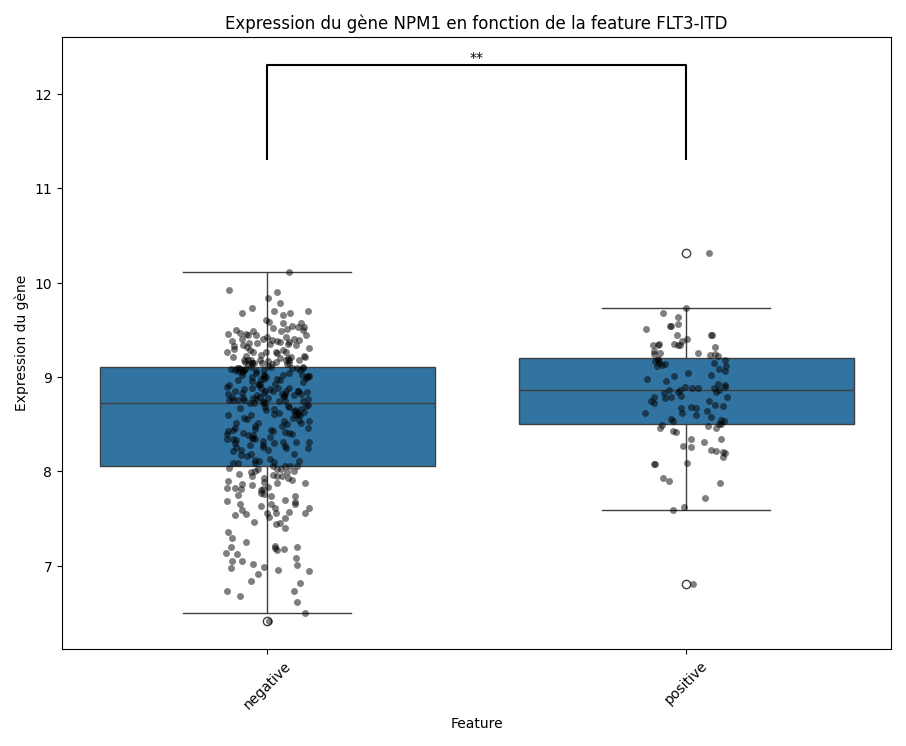 Expression du gène NPM1 en fonction de la feature FLT3-ITD
**
12
11
10
9
8
7
Expression du gène
negative
positive
Feature